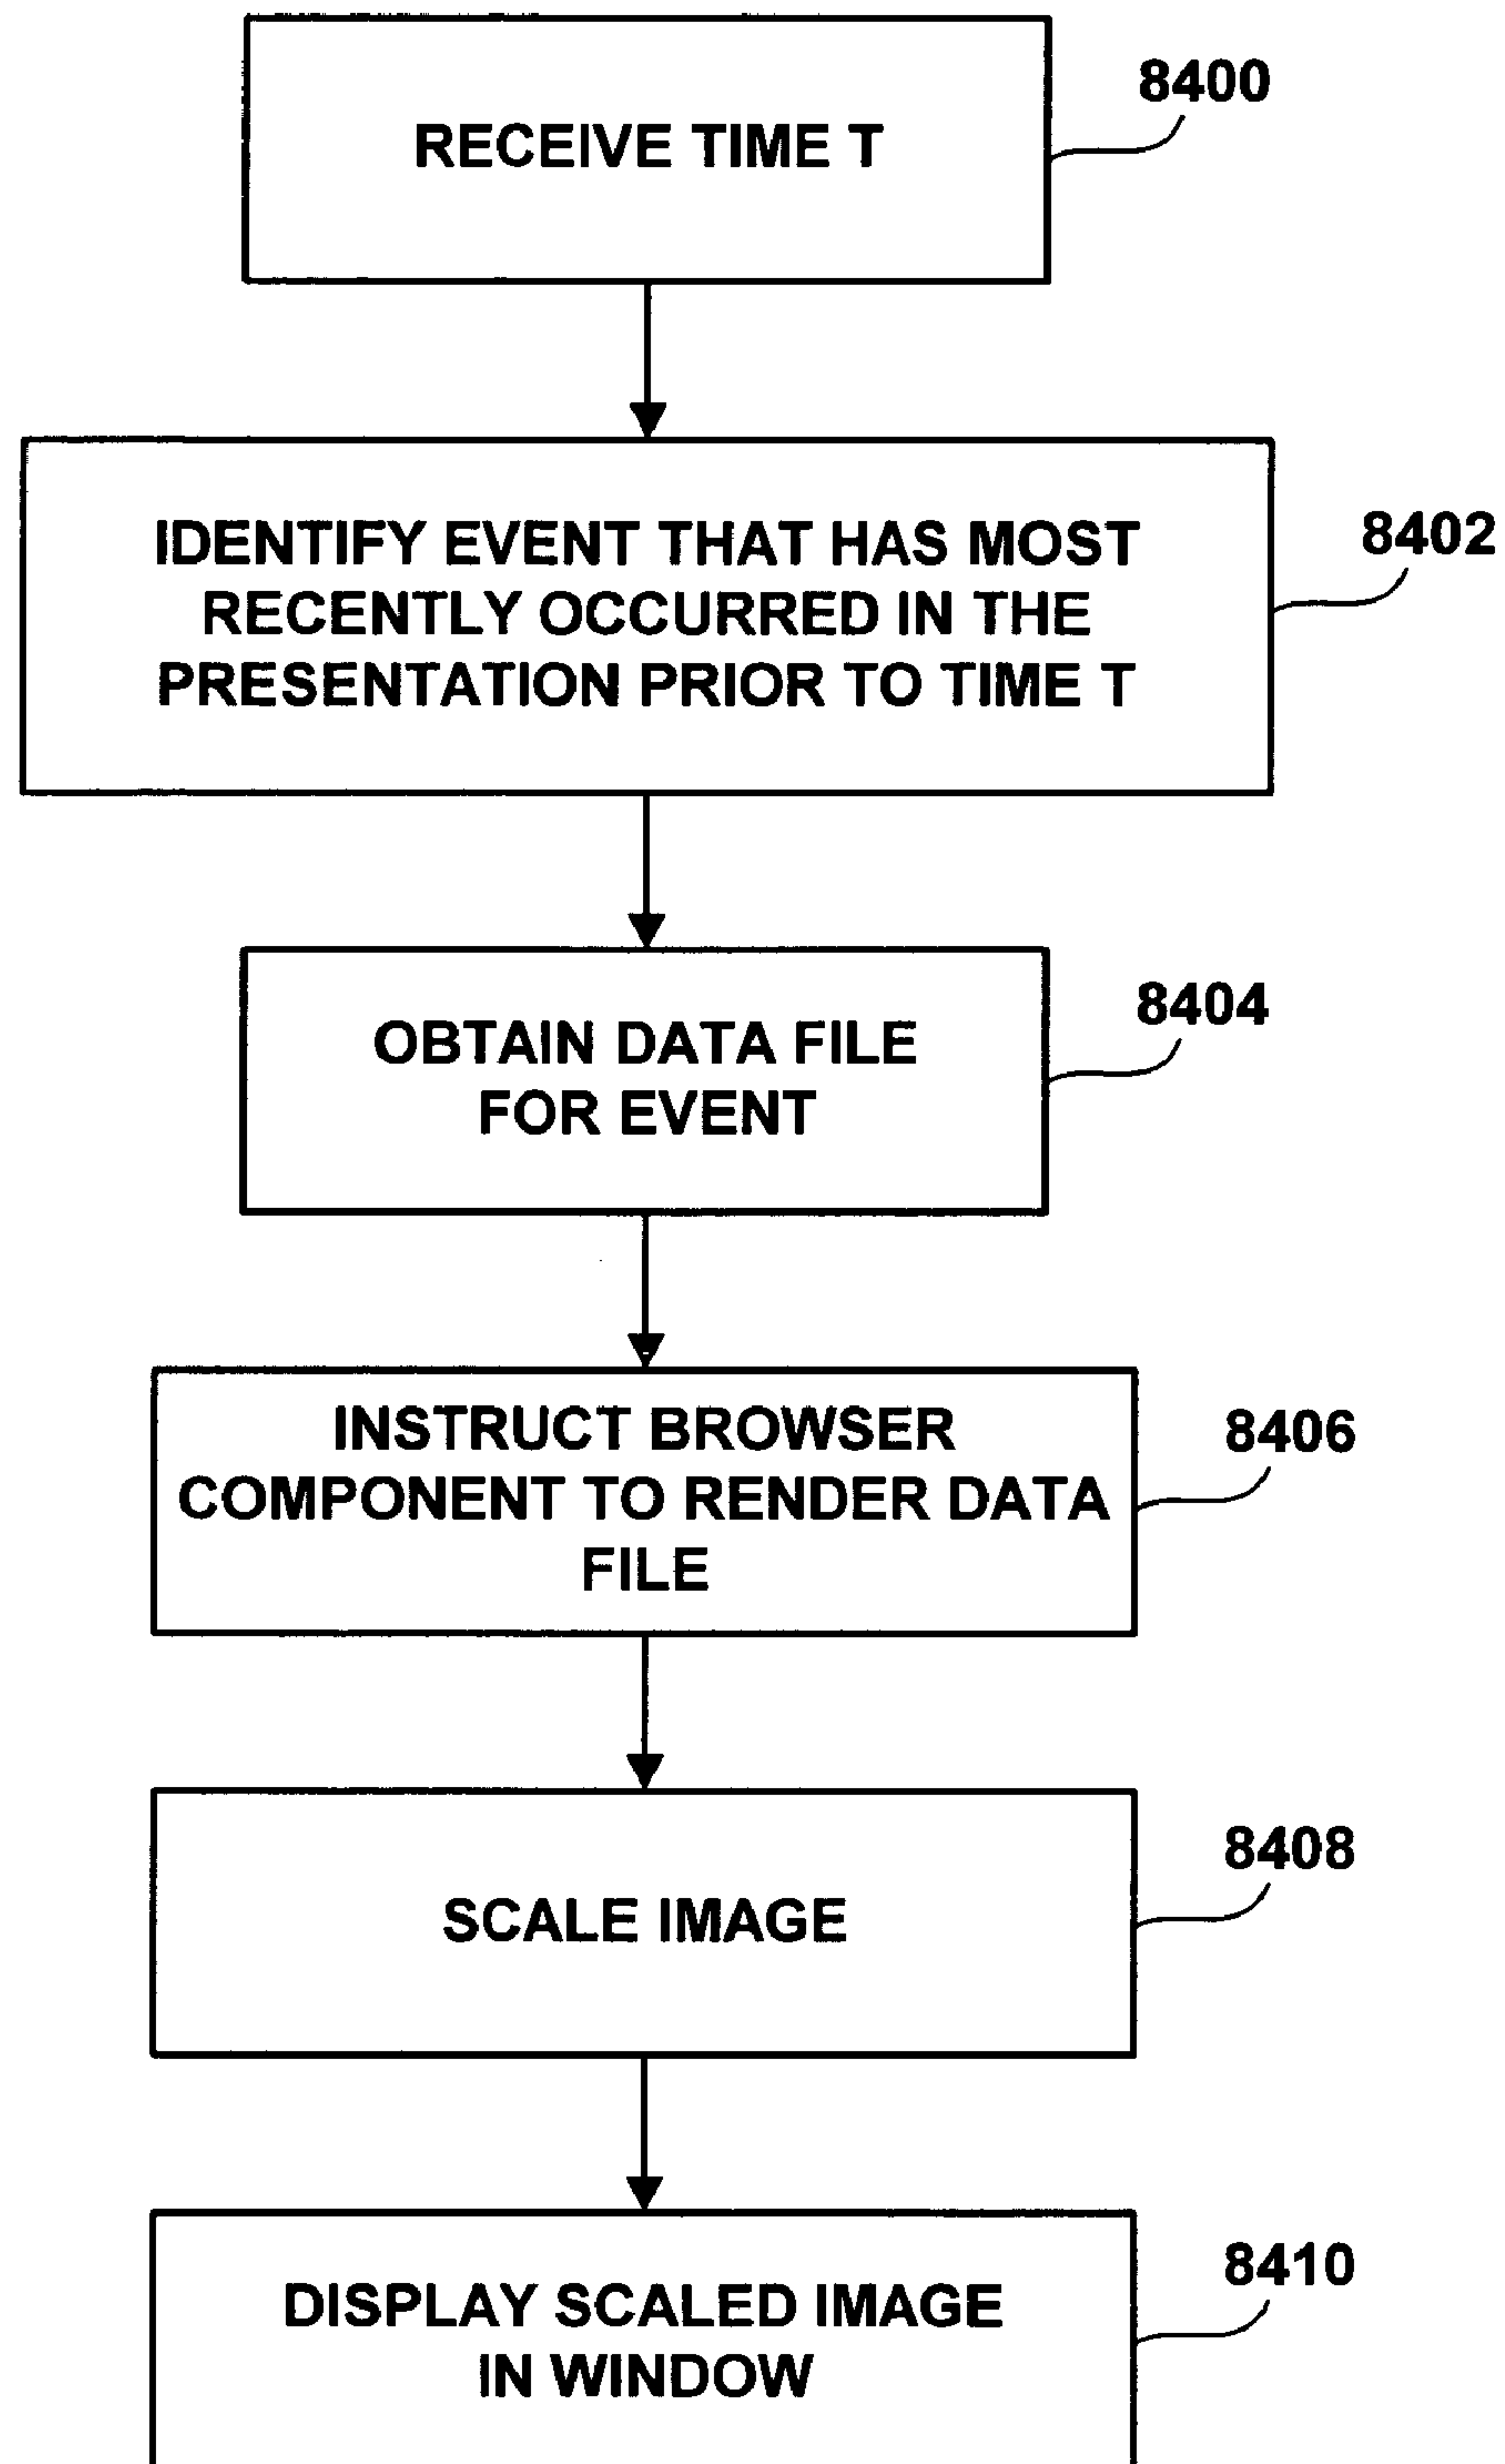 8400
RECEIVE TIME T
8402
IDENTIFY EVENT THAT HAS MOST
RECENTLY OCCURRED IN THE
PRESENTATION PRIOR TO TIME T
8404
OBTAIN DATA FILE
FOR EVENT
8406
INSTRUCT BROWSER
COMPONENT TO RENDER DATA
FILE
8408
SCALE IMAGE
8410
DISPLAY SCALED IMAGE
IN WINDOW